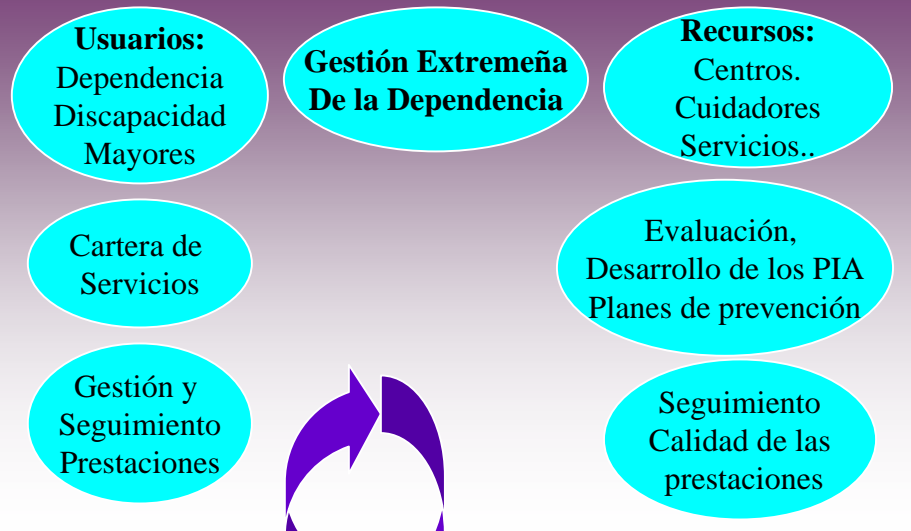 Usuarios:
Dependencia
Discapacidad
Mayores
Gestión Extremeña
De la Dependencia
Recursos:
Centros.
Cuidadores
Servicios..
Cartera de
Servicios
Evaluación,
Desarrollo de los PIA
Planes de prevención
Gestión y
Seguimiento
Prestaciones
Seguimiento
Calidad de las
prestaciones